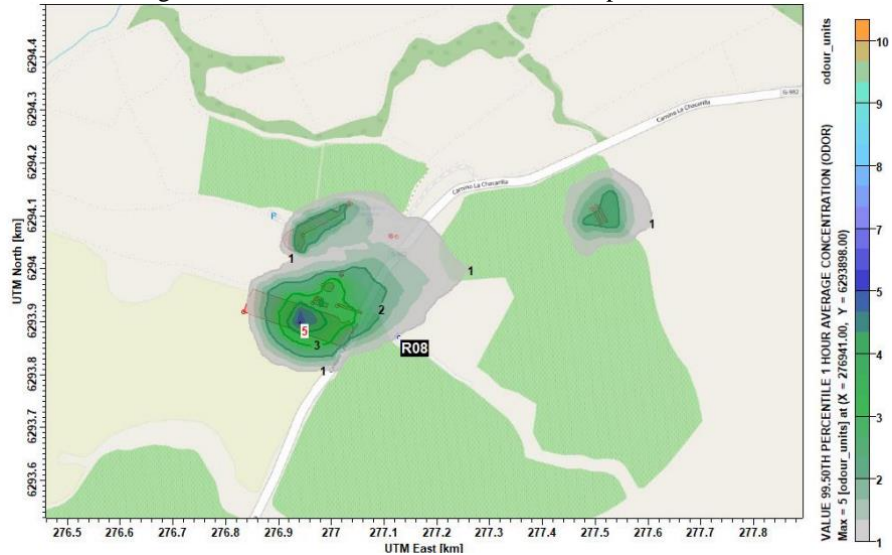 6294.4
6294.3
6294.2
6294.1
6294
6293.9
6293.8
6293.7
6293.6
UTM North [km]
Camino La Chacarilla
G-982
Camino La Chacarilla
P
1
1
1
1
2
3
5
R08
276.5 276.6 276.7 276.8 276.9 277 277.1 277.2 277.3 277.4 277.5 277.6 277.7 277.8
UTM East [km]
VALUE 99.50TH PERCENTILE 1 HOUR AVERAGE CONCENTRATION (ODOR) odour_units
Max = 5 [odour_units] at (X = 276941.00, Y = 6293898.00)
10
9
8
7
5
4
3
2
1